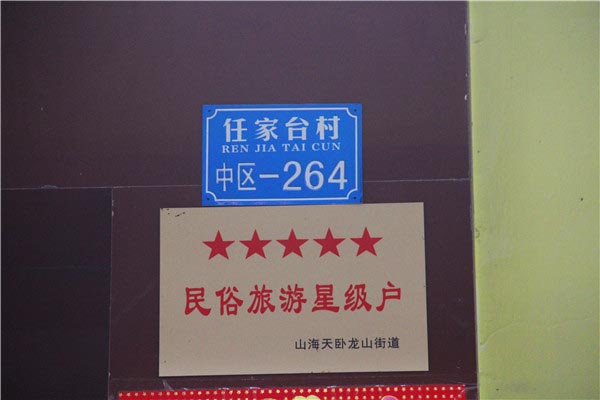 任家台村
REN JIA TAI CUN
中区-264
★★★★★
民俗旅游星级户
山海天卧龙山街道